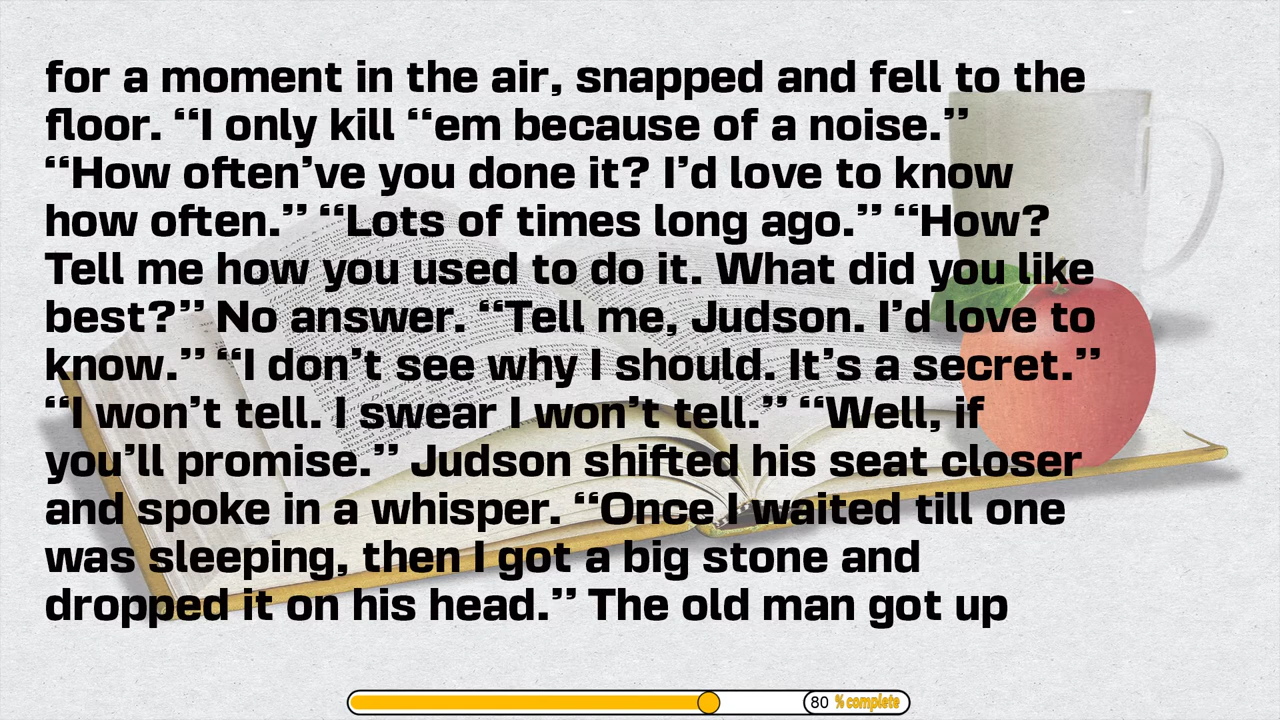 for a moment in the air, snapped and fell to the
floor. “I only kill “em because of a noise.”
“How often’ve you done it? I’d love to know
how often.” “Lots of times long ago.” “How?
Tell me how you used to do it. What did you like
best?” No answer. “Tell me, Judson. I’d love to
know.” “I don’t see why I should. It’s a secret.”
“I won’t tell. I swear I won’t tell.” “Well, if
you’ll promise.” Judson shifted his seat closer
and spoke in a whisper. “Once I waited till one
was sleeping, then I got a big stone and
dropped it on his head.” The old man got up
80 % complete